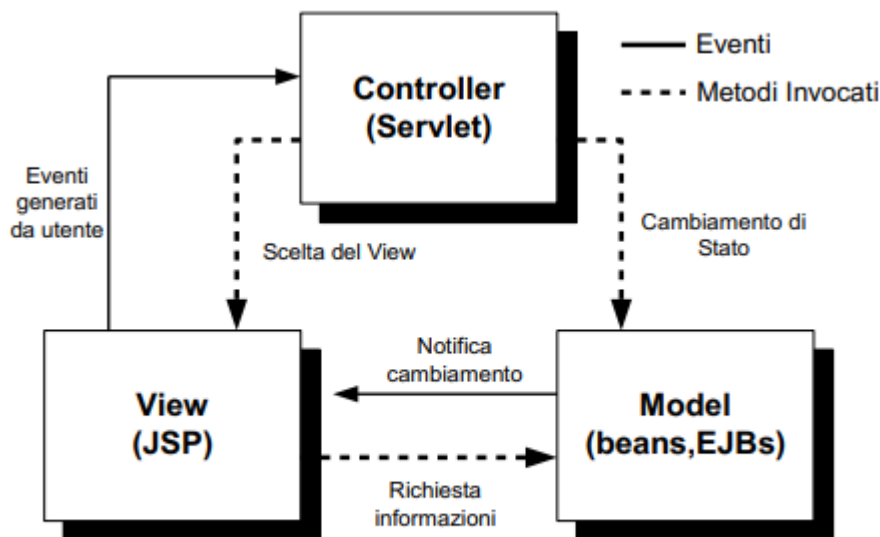 Controller
(Servlet)
Eventi
Metodi Invocati
Eventi
generati
da utente
Scelta del View
Cambiamento di
Stato
View
(JSP)
Notifica
cambiamento
Model
(beans,EJBs)
Richiesta
informazioni